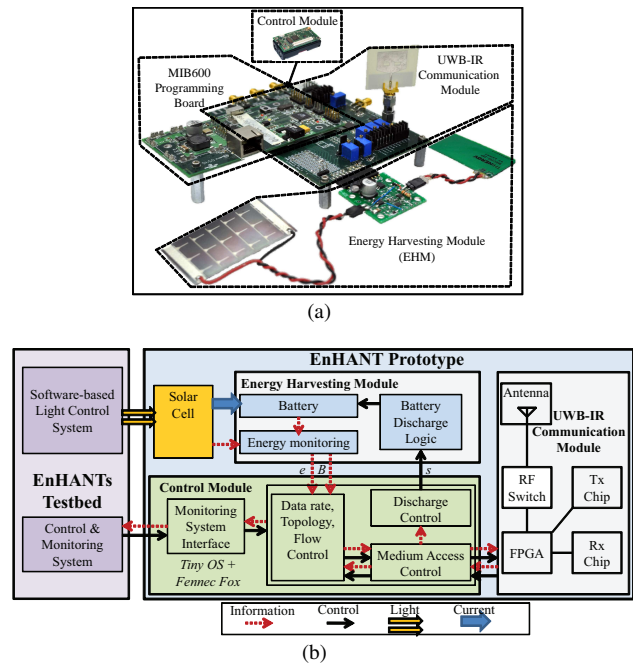 Control Module
UWB-IR
Communication
Module
MIB600
Programming
Board
Energy Harvesting Module
(EHM)
(a)
EnHANT Prototype
Software-based
Light Control
System
EnHANTs
Testbed
Control &
Monitoring
System
Solar
Cell
Energy Harvesting Module
Battery
Energy monitoring
Battery
Discharge
Logic
e
B
s
Control Module
Monitoring
System
Interface
Tiny OS +
Fennec Fox
Data rate,
Topology,
Flow
Control
Discharge
Control
Medium Access
Control
Antenna
UWB-IR
Communication
Module
RF
Switch
Tx
Chip
FPGA
Rx
Chip
Information
Control
Light
Current
(b)